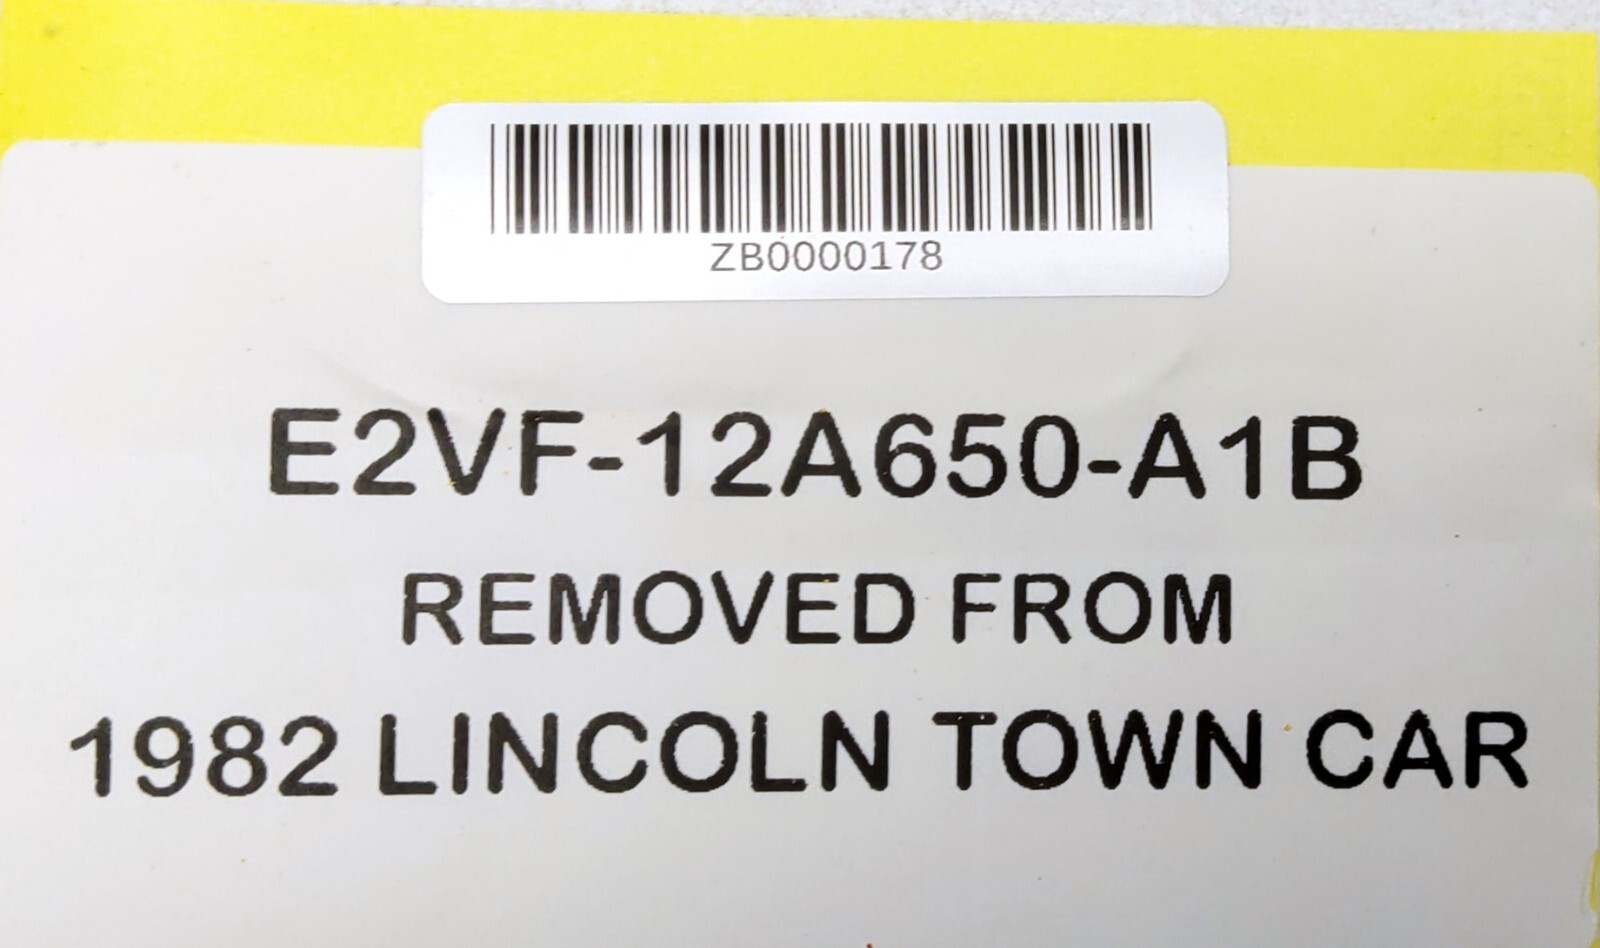 ZB0000178
E2VF-12A650-A1B
REMOVED FROM
1982 LINCOLN TOWN CAR